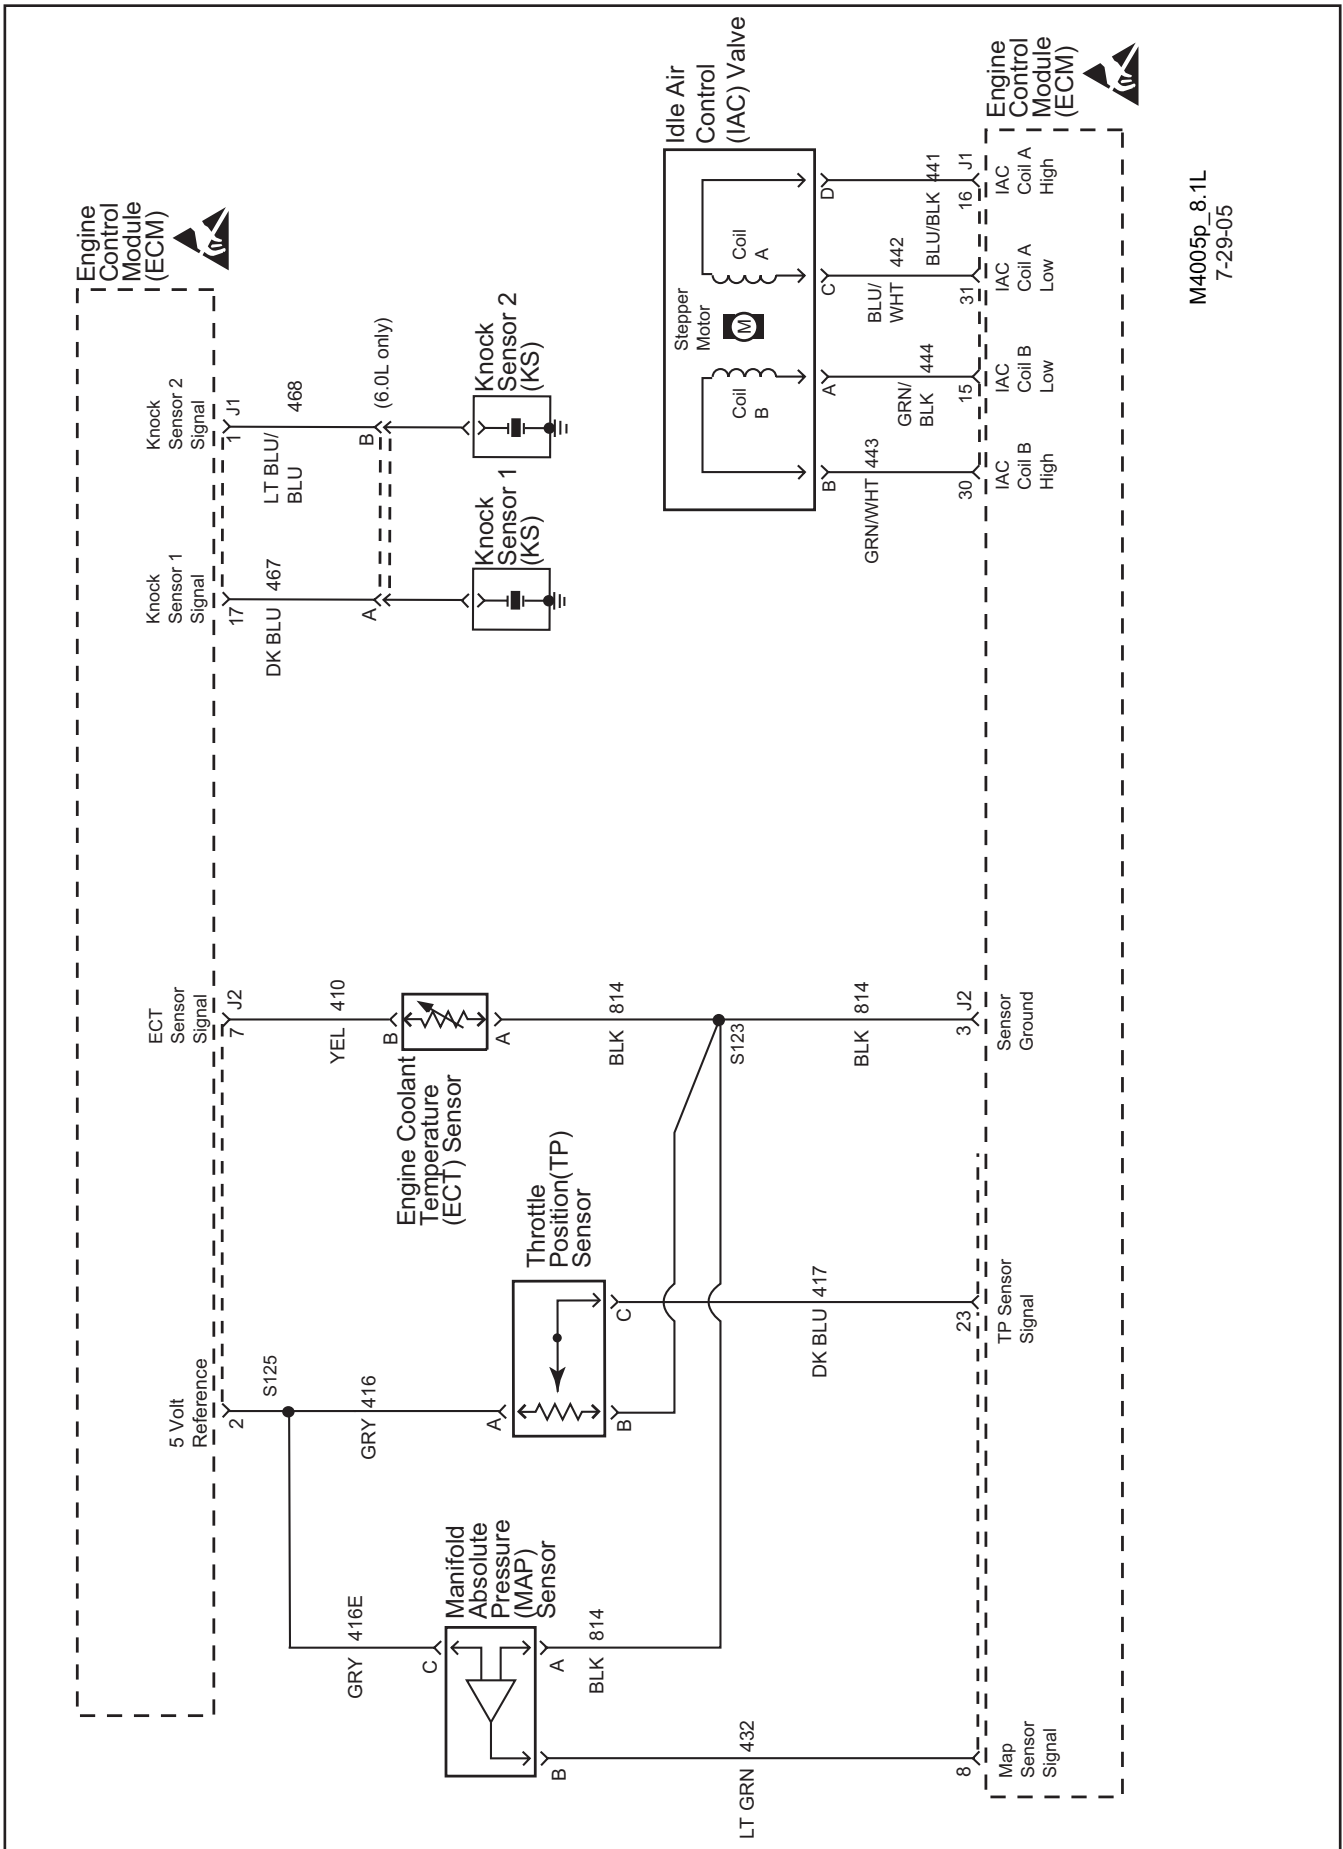 5 Volt
Reference
2
S125
GRY 416E
GRY 416
ECT
Sensor
Signal
7 J2
YEL 410
Knock
Sensor 1
Signal
17
DK BLU 467
Knock
Sensor 2
Signal
1 J1
LT BLU/
BLU
468
Engine
Control
Module
(ECM)
A
B
(6.0L only)
Knock
Sensor 1
(KS)
Knock
Sensor 2
(KS)
C
Manifold
Absolute
Pressure
(MAP)
Sensor
B
A
A
Throttle
Position(TP)
Sensor
B
C
B
Engine Coolant
Temperature
(ECT) Sensor
A
BLK 814
BLK 814
S123
BLK 814
LT GRN 432
DK BLU 417
Idle Air
Control
(IAC) Valve
Stepper
Motor
M
Coil
B
Coil
A
B
A
C
D
GRN/WHT 443
GRN/
BLK
444
BLU/
WHT
442
BLU/BLK 441
8
Map
Sensor
Signal
23
TP Sensor
Signal
3 J2
Sensor
Ground
30
IAC
Coil B
High
15
IAC
Coil B
Low
31
IAC
Coil A
Low
16 J1
IAC
Coil A
High
Engine
Control
Module
(ECM)
M4005p_8.1L
7-29-05